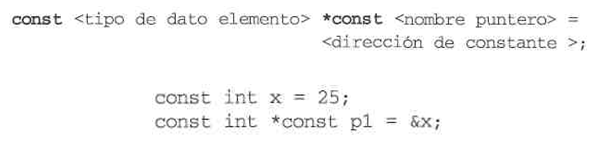 const <tipo de dato elemento> *const <nombre puntero> =
<dirección de constante >;
const int x = 25;
const int *const p1 = &x;